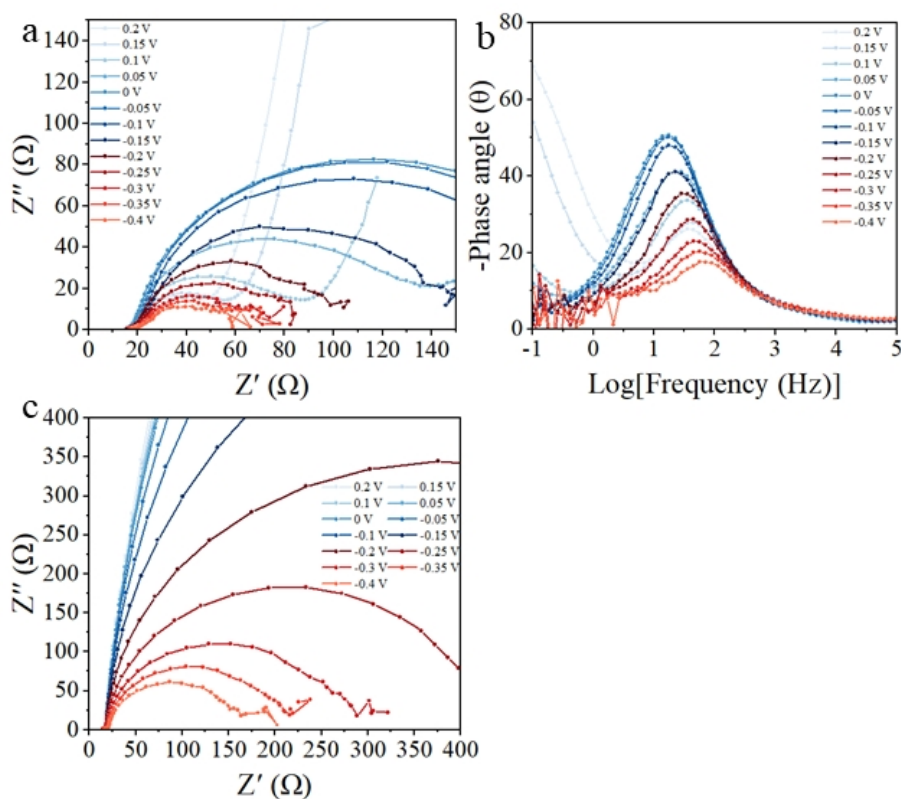 a
Z″ (Ω)
140
120
100
80
60
40
20
0
0 20 40 60 80 100 120 140
Z′ (Ω)
0.2 V
0.15 V
0.1 V
0.05 V
0 V
-0.05 V
-0.1 V
-0.15 V
-0.2 V
-0.25 V
-0.3 V
-0.35 V
-0.4 V
b
-Phase angle (θ)
80
60
40
20
0
-1 0 1 2 3 4 5
Log[Frequency (Hz)]
0.2 V
0.15 V
0.1 V
0.05 V
0 V
-0.05 V
-0.1 V
-0.15 V
-0.2 V
-0.25 V
-0.3 V
-0.35 V
-0.4 V
c
Z″ (Ω)
400
350
300
250
200
150
100
50
0
0 50 100 150 200 250 300 350 400
Z′ (Ω)
0.2 V 0.15 V
0.1 V 0.05 V
0 V -0.05 V
-0.1 V -0.15 V
-0.2 V -0.25 V
-0.3 V -0.35 V
-0.4 V